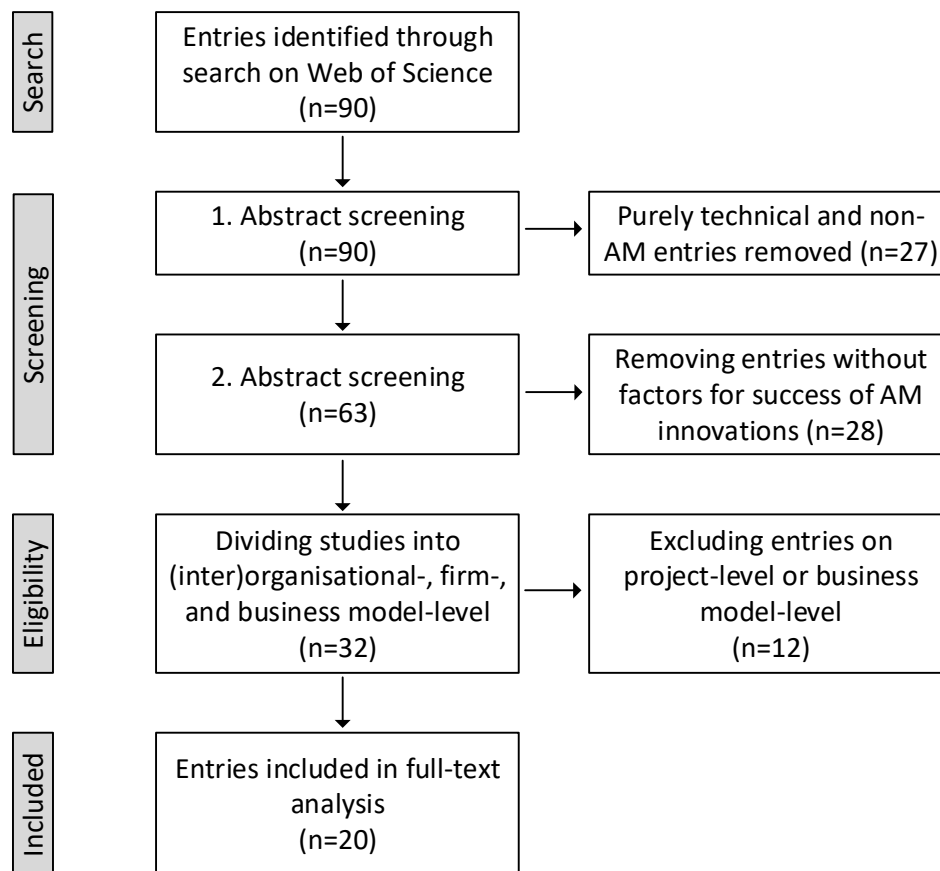 Search
Entries identified through
search on Web of Science
(n=90)
Screening
1. Abstract screening
(n=90)
Purely technical and non-
AM entries removed (n=27)
2. Abstract screening
(n=63)
Removing entries without
factors for success of AM
innovations (n=28)
Eligibility
Dividing studies into
(inter)organisational-, firm-,
and business model-level
(n=32)
Excluding entries on
project-level or business
model-level
(n=12)
Included
Entries included in full-text
analysis
(n=20)